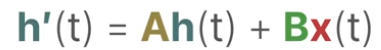 h′(t) = Ah(t) + Bx(t)